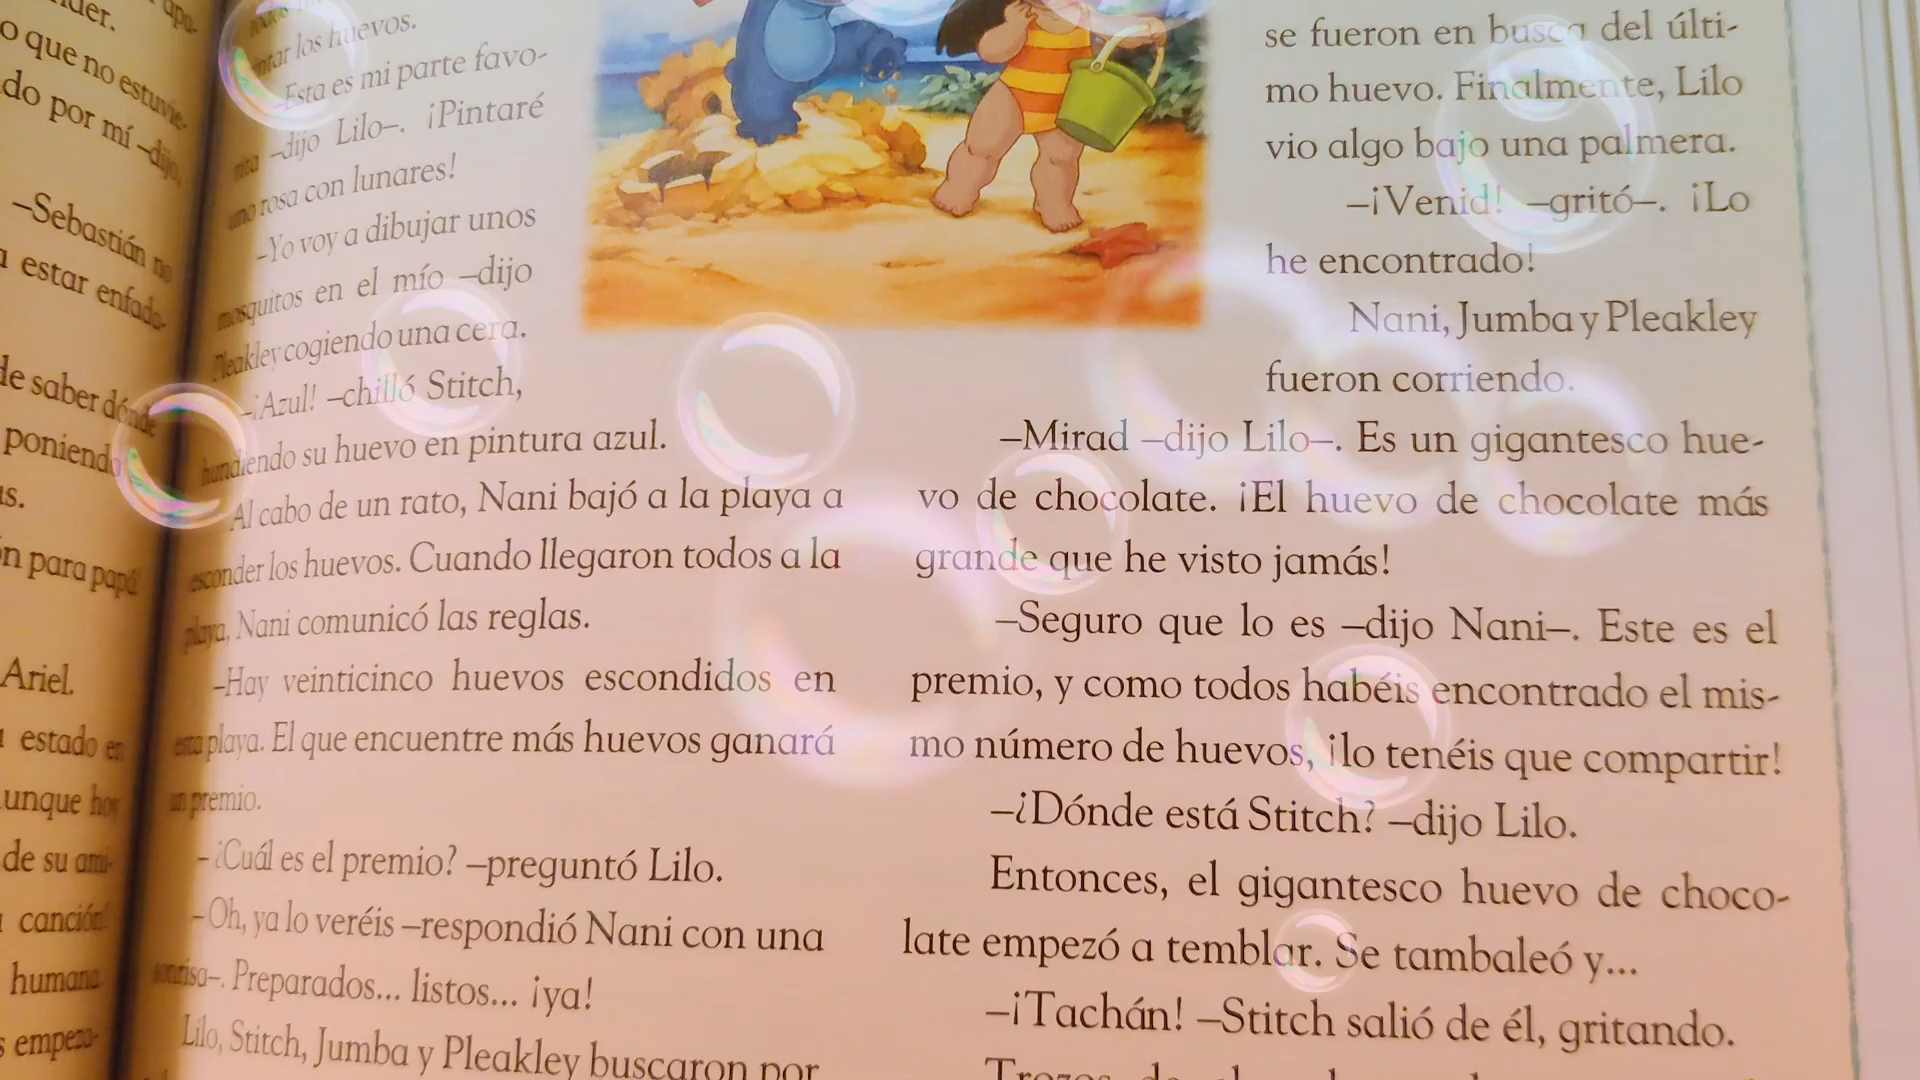 nder.
o que no estuvie-
do por mí –dijo
–Sebastián no
a estar enfada-
de saber dónde
poniendo
as.
ón para papá
Ariel.
estado en
unque hoy
de su ami-
canción!
humana
s empezó-
los huevos.
–Esta es mi parte favo-
rita –dijo Lilo–. ¡Pintaré
uno rosa con lunares!
–Yo voy a dibujar unos
mosquitos en el mío –dijo
Pleakley cogiendo una cera.
–¡Azul! –chilló Stitch,
hundiendo su huevo en pintura azul.
Al cabo de un rato, Nani bajó a la playa a
esconder los huevos. Cuando llegaron todos a la
playa, Nani comunicó las reglas.
–Hay veinticinco huevos escondidos en
esta playa. El que encuentre más huevos ganará
un premio.
–¿Cuál es el premio? –preguntó Lilo.
–Oh, ya lo veréis –respondió Nani con una
sonrisa–. Preparados... listos... ¡ya!
Lilo, Stitch, Jumba y Pleakley buscaron por
se fueron en busca del últi-
mo huevo. Finalmente, Lilo
vio algo bajo una palmera.
–¡Venid! –gritó–. ¡Lo
he encontrado!
Nani, Jumba y Pleakley
fueron corriendo.
–Mirad –dijo Lilo–. Es un gigantesco hue-
vo de chocolate. ¡El huevo de chocolate más
grande que he visto jamás!
–Seguro que lo es –dijo Nani–. Este es el
premio, y como todos habéis encontrado el mis-
mo número de huevos, ¡lo tenéis que compartir!
–¿Dónde está Stitch? –dijo Lilo.
Entonces, el gigantesco huevo de choco-
late empezó a temblar. Se tambaleó y...
–¡Tachán! –Stitch salió de él, gritando.